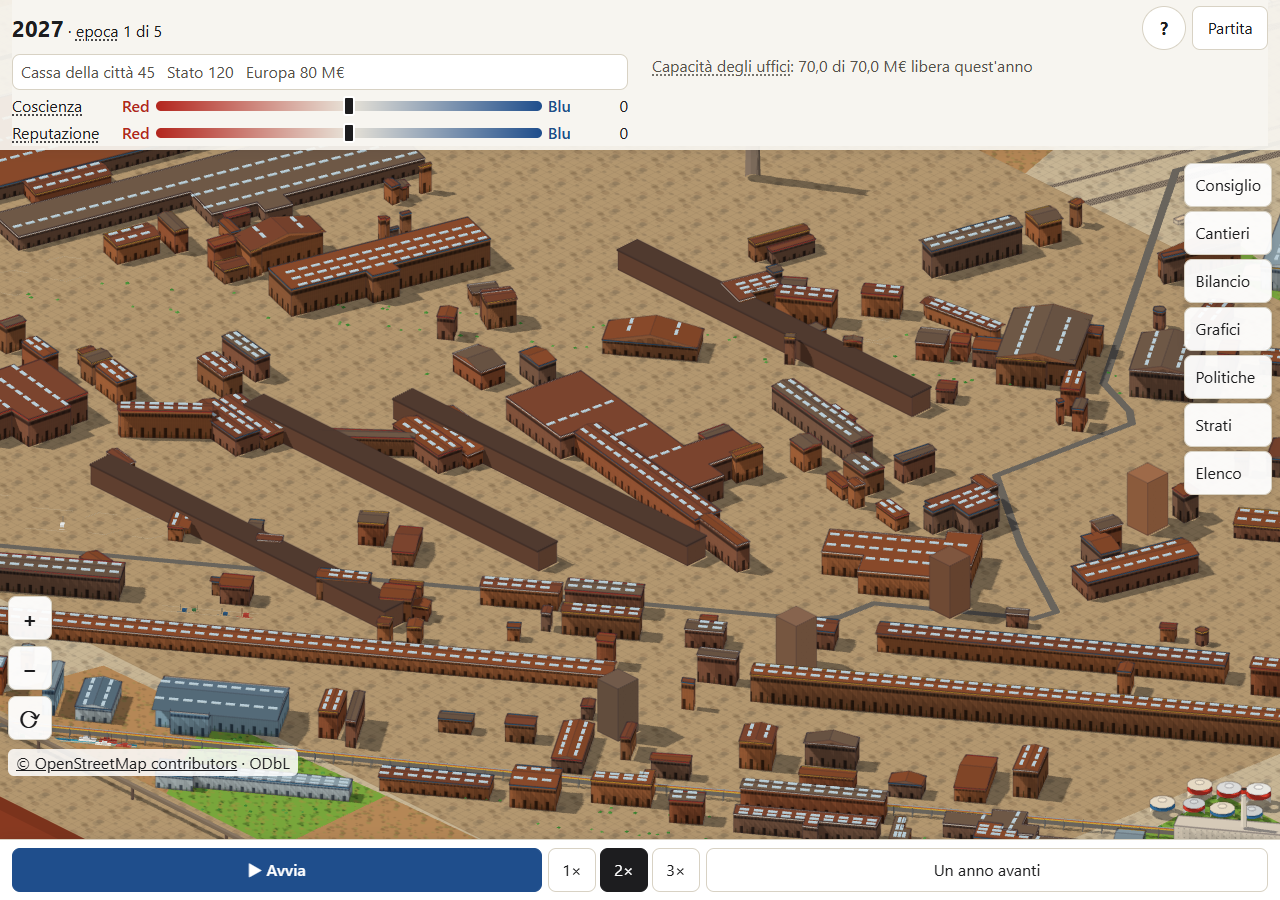 2027 · epoca 1 di 5
?
Partita
Cassa della città 45 Stato 120 Europa 80 M€
Capacità degli uffici: 70,0 di 70,0 M€ libera quest'anno
Coscienza Red Blu 0
Reputazione Red Blu 0
Consiglio
Cantieri
Bilancio
Grafici
Politiche
Strati
Elenco
+
−
⟳
© OpenStreetMap contributors · ODbL
▶ Avvia
1×
2×
3×
Un anno avanti